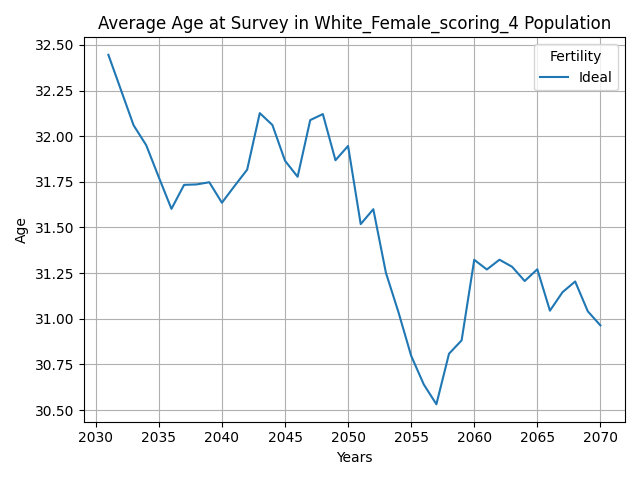 Average Age at Survey in White_Female_scoring_4 Population
Fertility
Ideal
32.50
32.25
32.00
31.75
31.50
31.25
31.00
30.75
30.50
Age
2030 2035 2040 2045 2050 2055 2060 2065 2070
Years